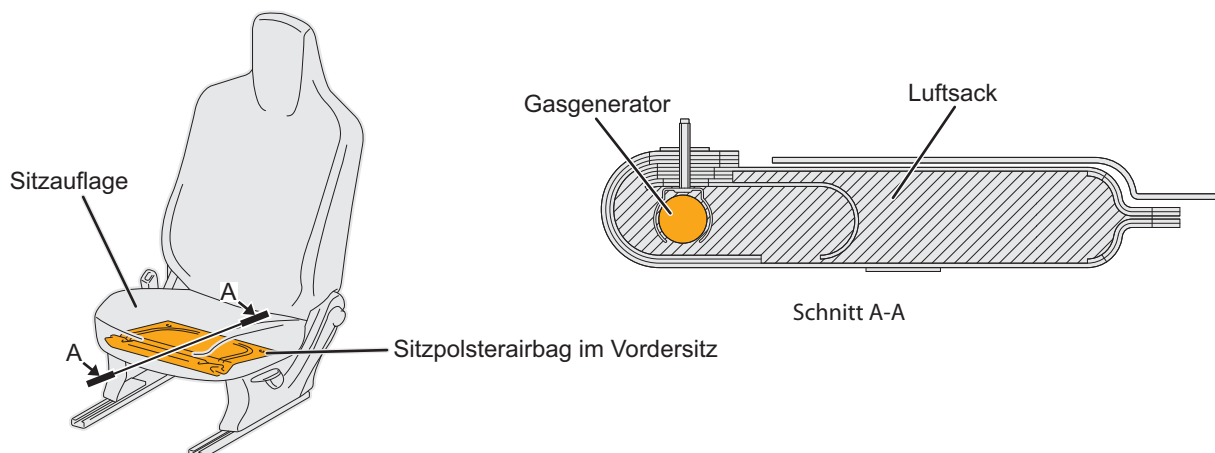 Gasgenerator
Luftsack
Sitzauflage
A
A
Schnitt A-A
Sitzpolsterairbag im Vordersitz